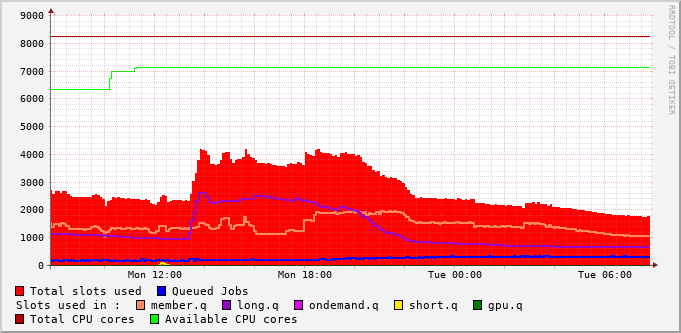 RRDTOOL / TOBI OETIKER
9000
8000
7000
6000
5000
4000
3000
2000
1000
0
Mon 12:00 Mon 18:00 Tue 00:00 Tue 06:00
Total slots used Queued Jobs
Slots used in : member.q long.q ondemand.q short.q gpu.q
Total CPU cores Available CPU cores